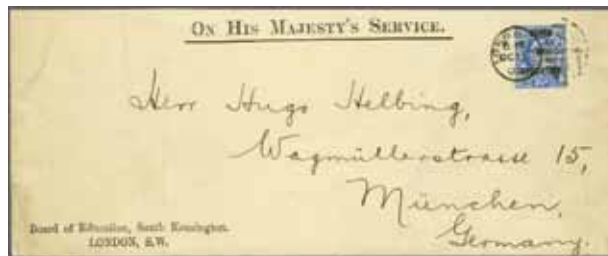 ON HIS MAJESTY'S SERVICE.
Herr Hugo Helbing,
Wagmüllerstrasse 15,
München,
Germany.
Board of Education, South Kensington.
LONDON, S.W.